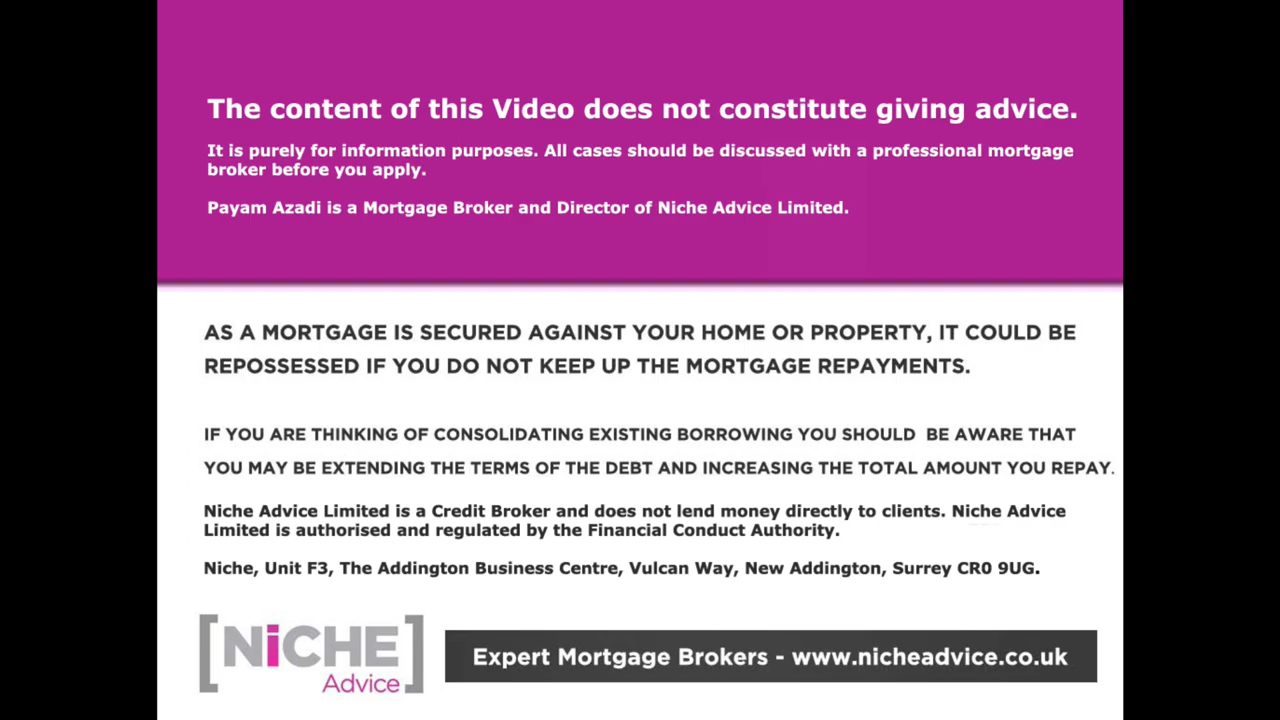 The content of this Video does not constitute giving advice.
It is purely for information purposes. All cases should be discussed with a professional mortgage
broker before you apply.
Payam Azadi is a Mortgage Broker and Director of Niche Advice Limited.
AS A MORTGAGE IS SECURED AGAINST YOUR HOME OR PROPERTY, IT COULD BE
REPOSSESSED IF YOU DO NOT KEEP UP THE MORTGAGE REPAYMENTS.
IF YOU ARE THINKING OF CONSOLIDATING EXISTING BORROWING YOU SHOULD BE AWARE THAT
YOU MAY BE EXTENDING THE TERMS OF THE DEBT AND INCREASING THE TOTAL AMOUNT YOU REPAY.
Niche Advice Limited is a Credit Broker and does not lend money directly to clients. Niche Advice
Limited is authorised and regulated by the Financial Conduct Authority.
Niche, Unit F3, The Addington Business Centre, Vulcan Way, New Addington, Surrey CR0 9UG.
[NiCHE
Advice]
Expert Mortgage Brokers - www.nicheadvice.co.uk